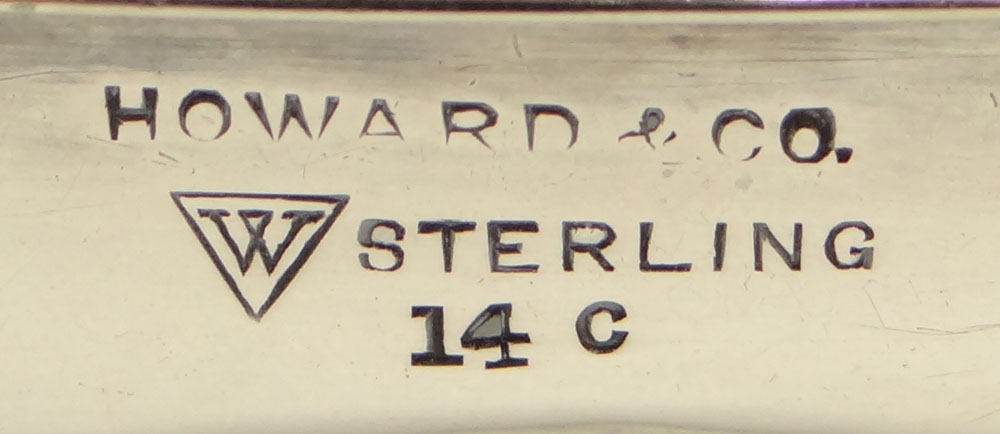 HOWARD & CO.
W STERLING
14 C